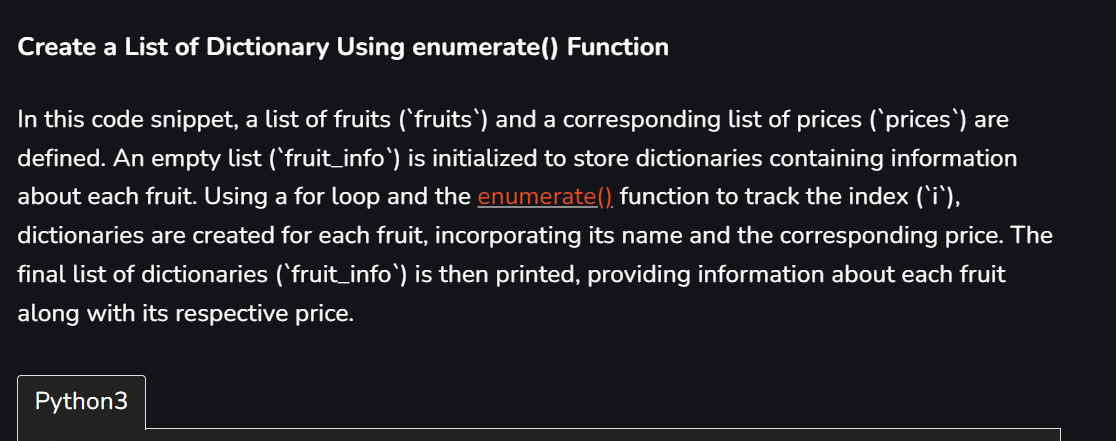 Create a List of Dictionary Using enumerate() Function
In this code snippet, a list of fruits (`fruits`) and a corresponding list of prices (`prices`) are
defined. An empty list (`fruit_info`) is initialized to store dictionaries containing information
about each fruit. Using a for loop and the enumerate() function to track the index (`i`),
dictionaries are created for each fruit, incorporating its name and the corresponding price. The
final list of dictionaries (`fruit_info`) is then printed, providing information about each fruit
along with its respective price.
Python3